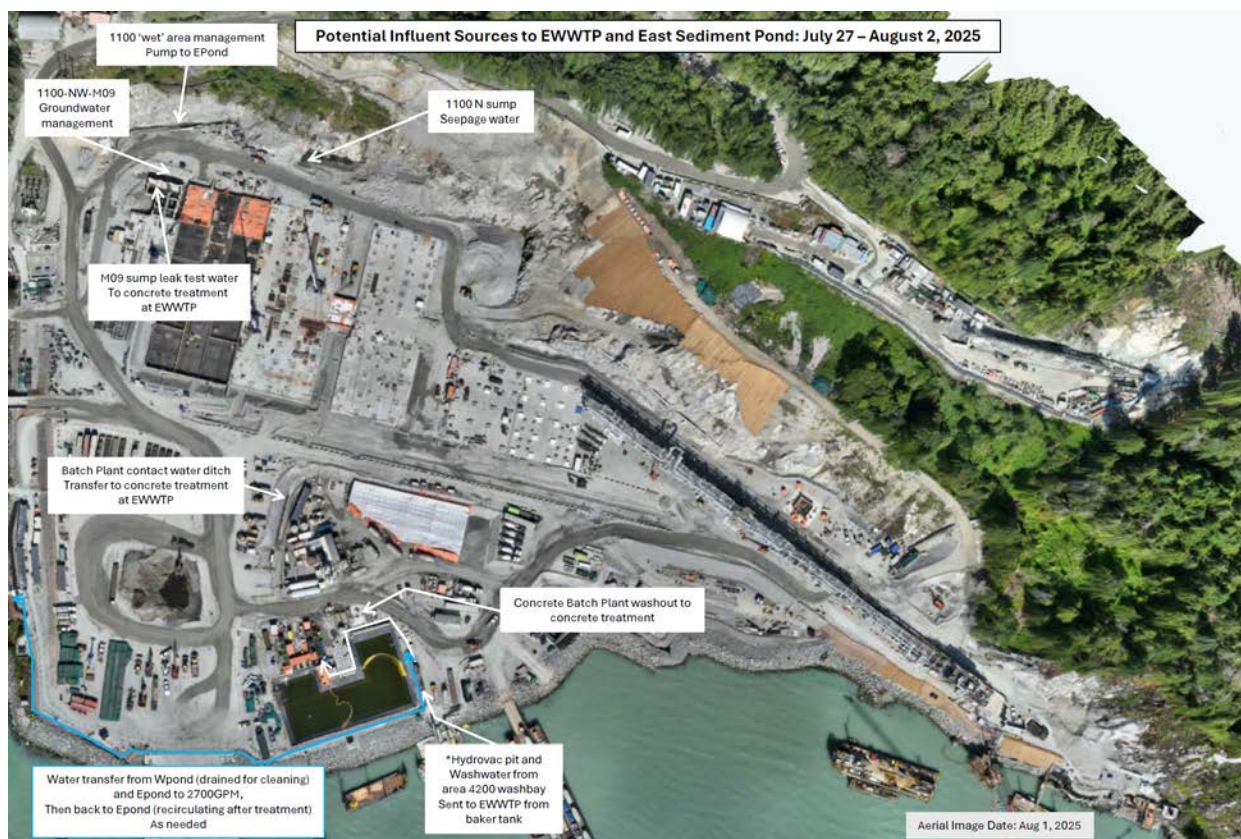 Potential Influent Sources to EWWTP and East Sediment Pond: July 27 – August 2, 2025
1100 'wet' area management
Pump to EPond
1100-NW-M09
Groundwater
management
1100 N sump
Seepage water
M09 sump leak test water
To concrete treatment
at EWWTP
Batch Plant contact water ditch
Transfer to concrete treatment
at EWWTP
Concrete Batch Plant washout to
concrete treatment
*Hydrovac pit and
Washwater from
area 4200 washbay
Sent to EWWTP from
baker tank
Water transfer from Wpond (drained for cleaning)
and Epond to 2700GPM,
Then back to Epond (recirculating after treatment)
As needed
Aerial Image Date: Aug 1, 2025